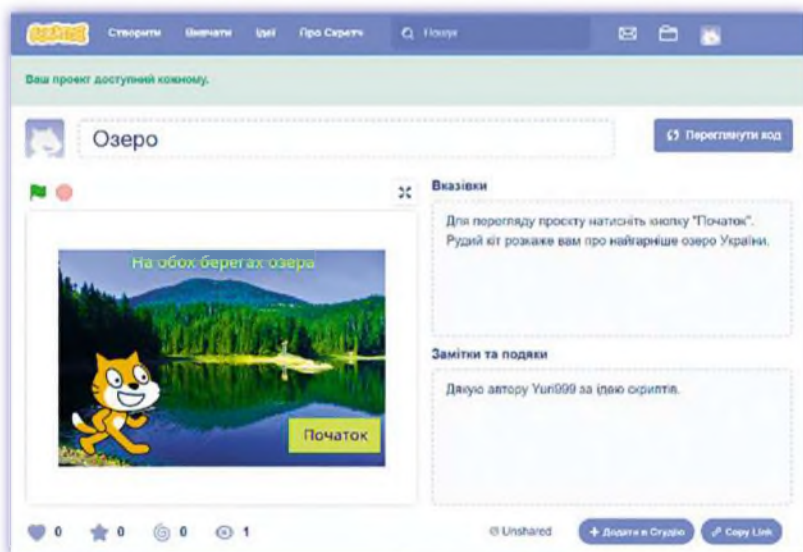 SCRATCH Створити Вивчати Ідеї Про Скретч Пошук
Ваш проект доступний кожному.
Озеро
Переглянути код
Вказівки
Для перегляду проєкту натисніть кнопку "Початок".
Рудий кіт розкаже вам про найгарніше озеро України.
На обох берегах озера
Початок
Замітки та подяки
Дякую автору Yuri999 за ідею скриптів.
0 0 0 1
Unshared
+ Додати в Студію
Copy Link